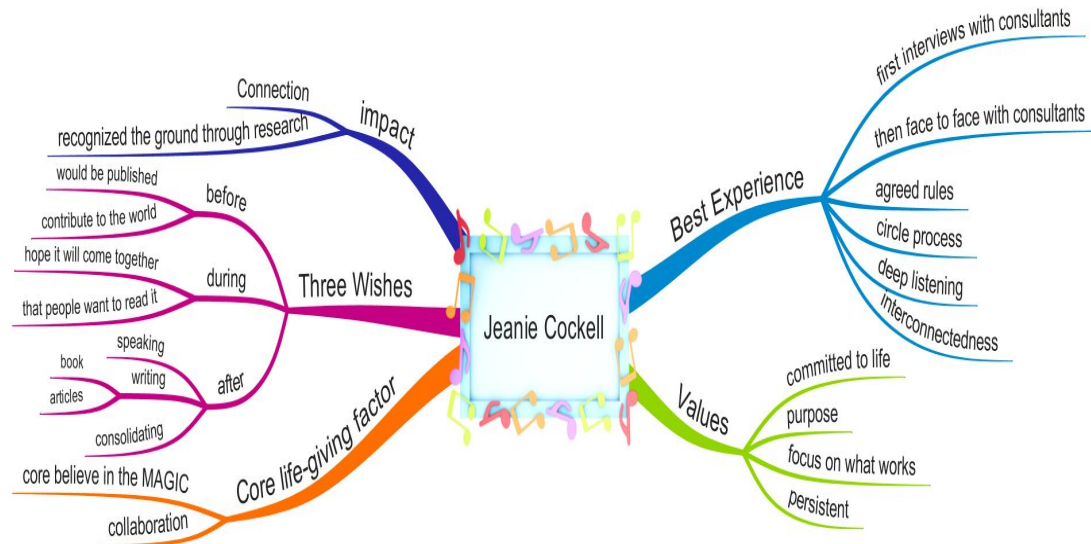 Jeanie Cockell
Best Experience
first interviews with consultants
then face to face with consultants
agreed rules
circle process
deep listening
interconnectedness
Values
committed to life
purpose
focus on what works
persistent
Core life-giving factor
core believe in the MAGIC
collaboration
Three Wishes
before
would be published
contribute to the world
during
hope it will come together
that people want to read it
after
speaking
writing
book
articles
consolidating
impact
Connection
recognized the ground through research